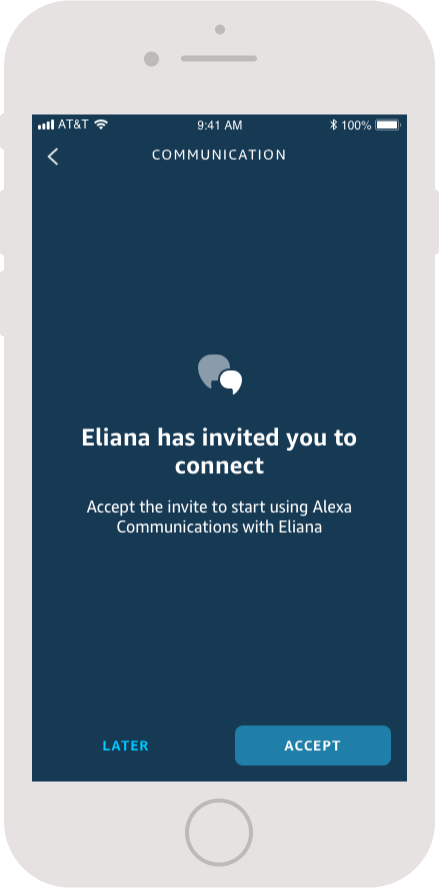 AT&T 9:41 AM 100%
COMMUNICATION
Eliana has invited you to
connect
Accept the invite to start using Alexa
Communications with Eliana
LATER ACCEPT